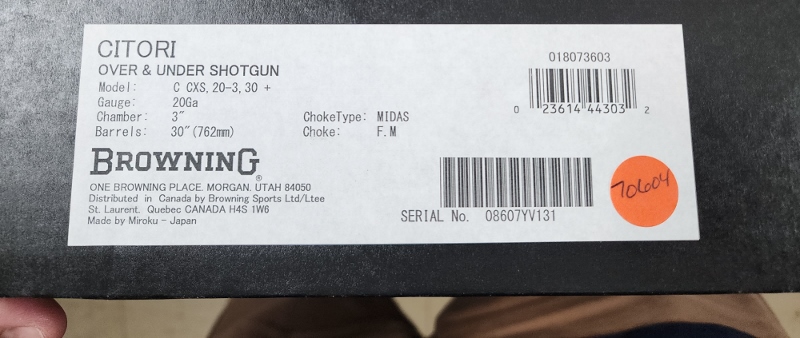 CITORI
OVER & UNDER SHOTGUN
Model: C CXS,20-3,30 +
Gauge: 20Ga
Chamber: 3" ChokeType: MIDAS
Barrels: 30"(762mm) Choke: F.M
018073603
0 23614 44303 2
BROWNING®
ONE BROWNING PLACE. MORGAN. UTAH 84050
Distributed in Canada by Browning Sports Ltd/Ltee
St. Laurent. Quebec CANADA H4S 1W6
Made by Miroku - Japan
SERIAL No. 08607YV131
70604